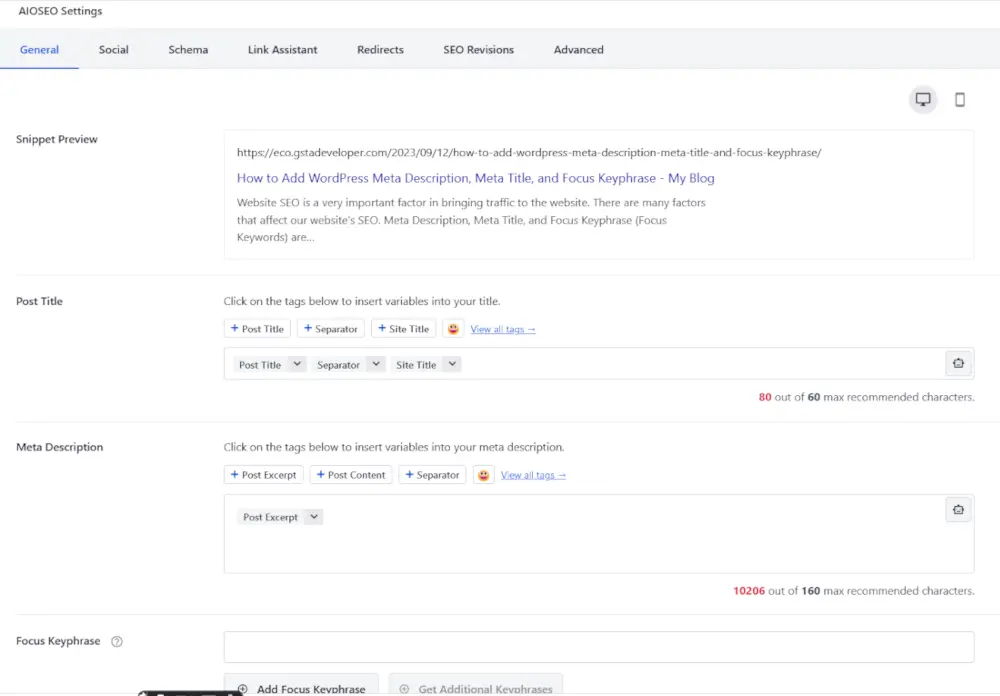 AIOSEO Settings
General Social Schema Link Assistant Redirects SEO Revisions Advanced
Snippet Preview
https://eco.gstadeveloper.com/2023/09/12/how-to-add-wordpress-meta-description-meta-title-and-focus-keyphrase/
How to Add WordPress Meta Description, Meta Title, and Focus Keyphrase - My Blog
Website SEO is a very important factor in bringing traffic to the website. There are many factors
that affect our website's SEO. Meta Description, Meta Title, and Focus Keyphrase (Focus
Keywords) are...
Post Title
Click on the tags below to insert variables into your title.
+ Post Title + Separator + Site Title View all tags →
Post Title Separator Site Title
80 out of 60 max recommended characters.
Meta Description
Click on the tags below to insert variables into your meta description.
+ Post Excerpt + Post Content + Separator View all tags →
Post Excerpt
10206 out of 160 max recommended characters.
Focus Keyphrase
Add Focus Keyphrase Get Additional Keyphrases